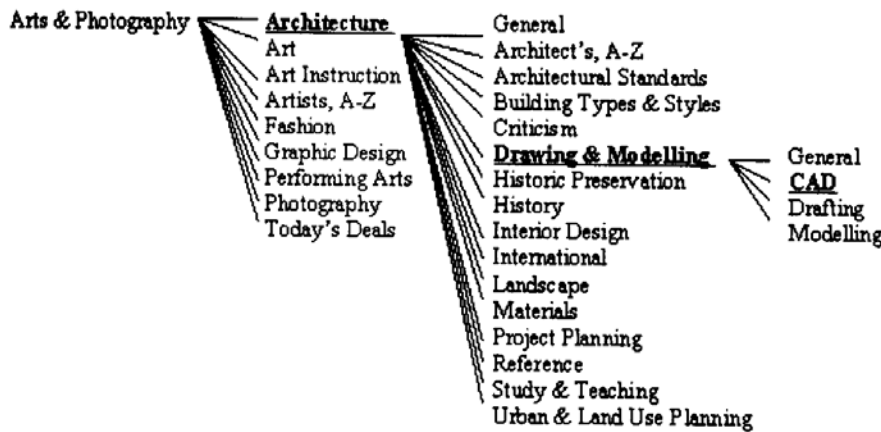 Arts & Photography
Architecture
Art
Art Instruction
Artists, A-Z
Fashion
Graphic Design
Performing Arts
Photography
Today's Deals
General
Architect's, A-Z
Architectural Standards
Building Types & Styles
Criticism
Drawing & Modelling
Historic Preservation
History
Interior Design
International
Landscape
Materials
Project Planning
Reference
Study & Teaching
Urban & Land Use Planning
General
CAD
Drafting
Modelling